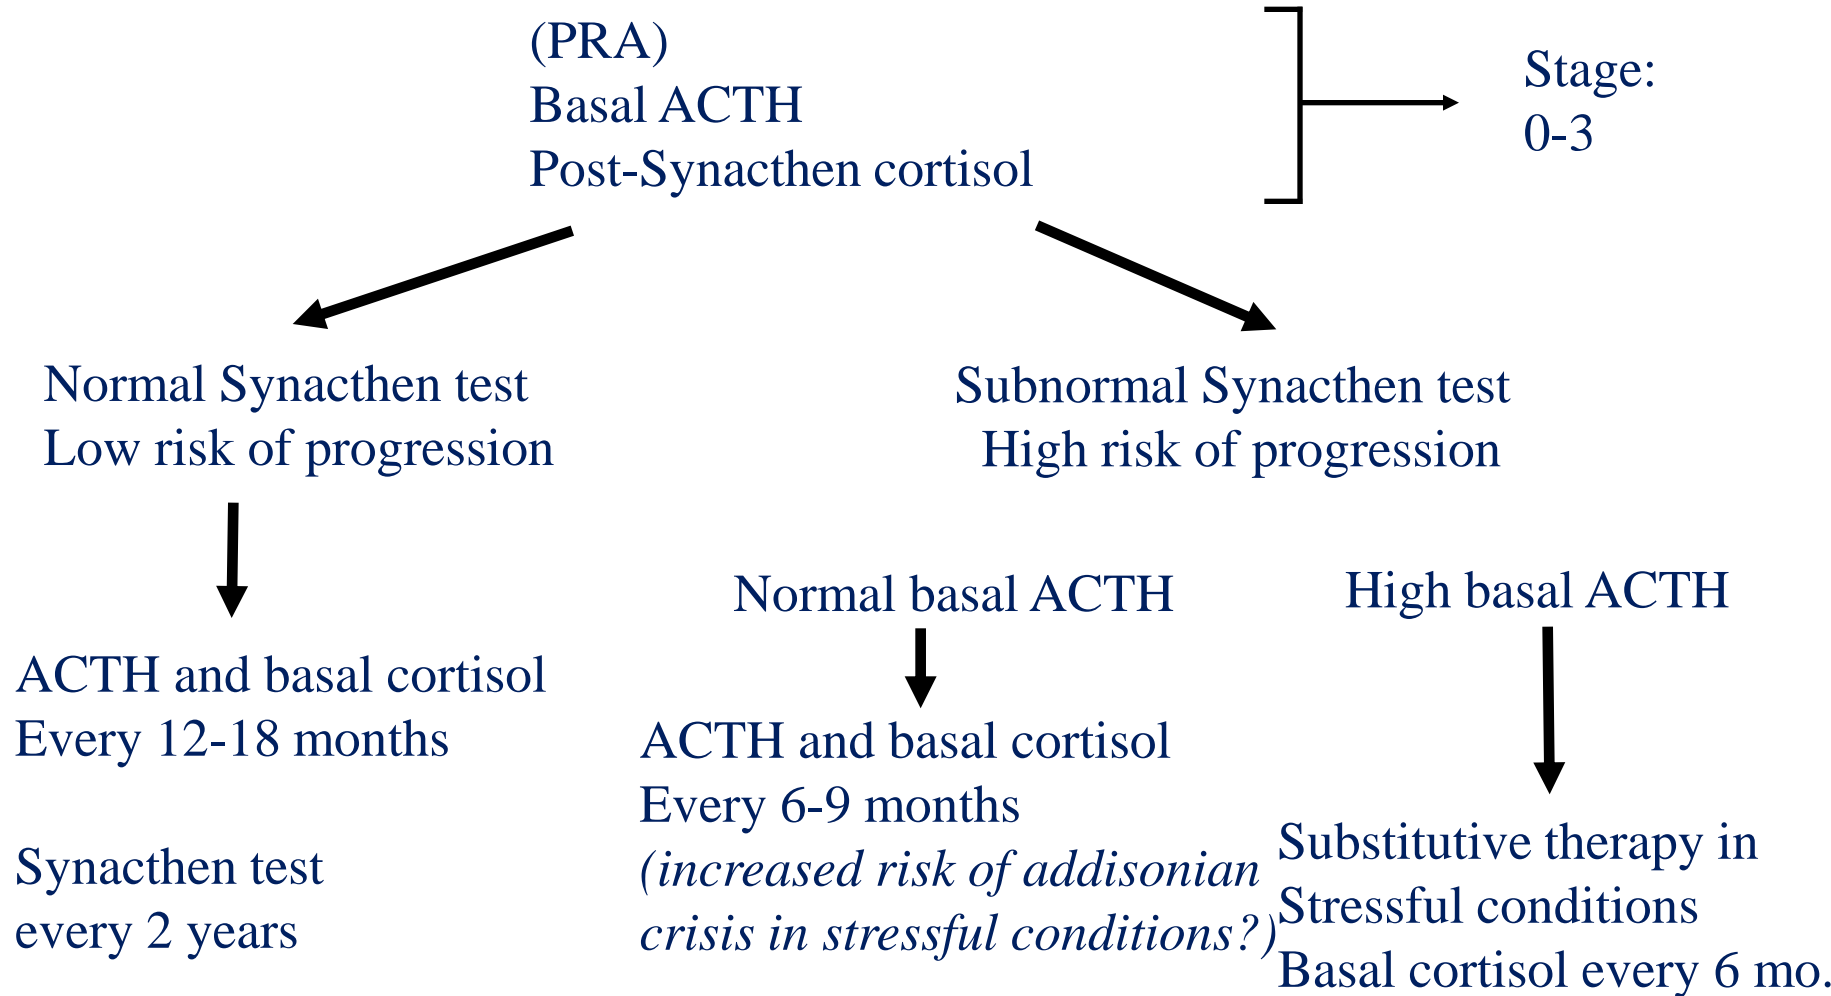 (PRA)
Basal ACTH
Post-Synacthen cortisol
Stage:
0-3
Normal Synacthen test
Low risk of progression
Subnormal Synacthen test
High risk of progression
Normal basal ACTH
High basal ACTH
ACTH and basal cortisol
Every 12-18 months
Synacthen test
every 2 years
ACTH and basal cortisol
Every 6-9 months
(increased risk of addisonian
crisis in stressful conditions?)
Substitutive therapy in
Stressful conditions
Basal cortisol every 6 mo.